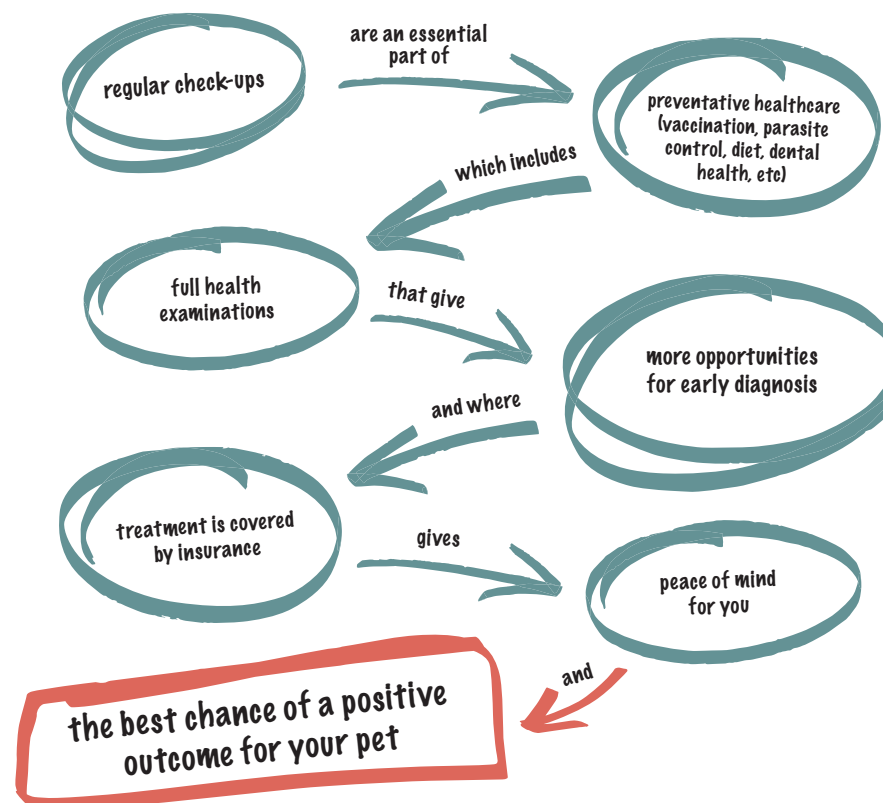 regular check-ups
are an essential
part of
preventative healthcare
(vaccination, parasite
control, diet, dental
health, etc)
which includes
full health
examinations
that give
more opportunities
for early diagnosis
and where
treatment is covered
by insurance
gives
peace of mind
for you
and
the best chance of a positive
outcome for your pet